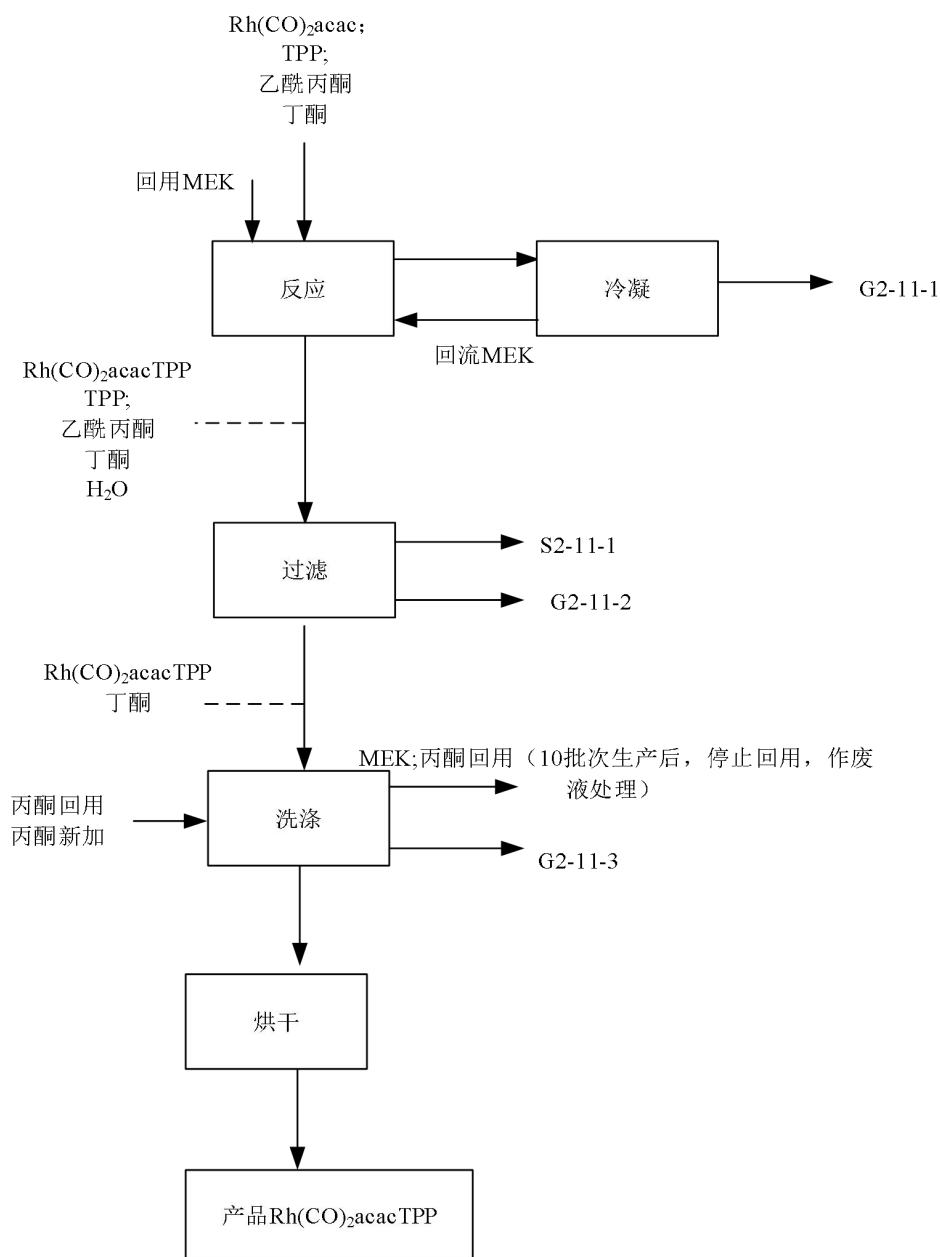 Rh(CO)₂acac；
TPP;
乙酰丙酮
丁酮
回用MEK
反应
冷凝
G2-11-1
回流MEK
Rh(CO)₂acacTPP
TPP;
乙酰丙酮
丁酮
H₂O
过滤
S2-11-1
G2-11-2
Rh(CO)₂acacTPP
丁酮
MEK;丙酮回用（10批次生产后，停止回用，作废
液处理）
丙酮回用
丙酮新加
洗涤
G2-11-3
烘干
产品Rh(CO)₂acacTPP